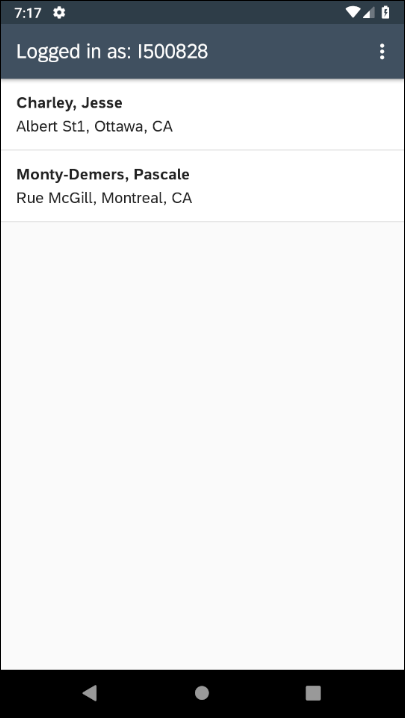 7:17
Logged in as: I500828
Charley, Jesse
Albert St1, Ottawa, CA
Monty-Demers, Pascale
Rue McGill, Montreal, CA